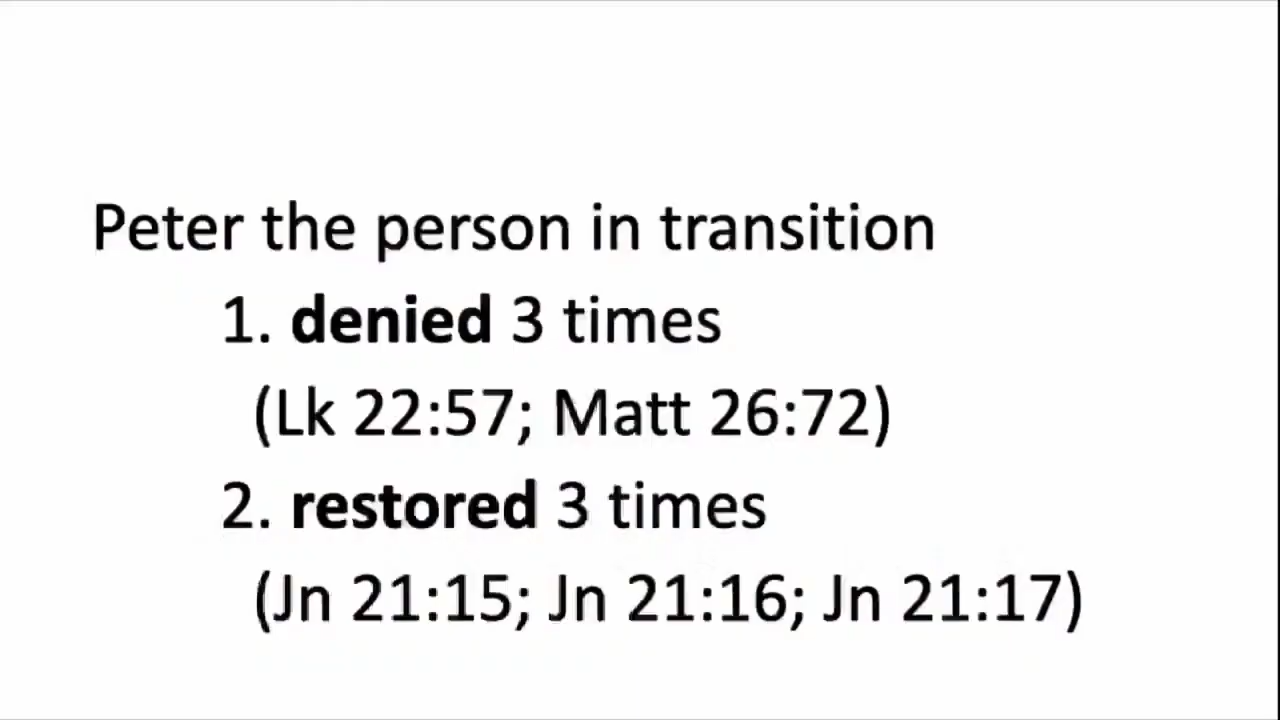 Peter the person in transition
1. denied 3 times
(Lk 22:57; Matt 26:72)
2. restored 3 times
(Jn 21:15; Jn 21:16; Jn 21:17)